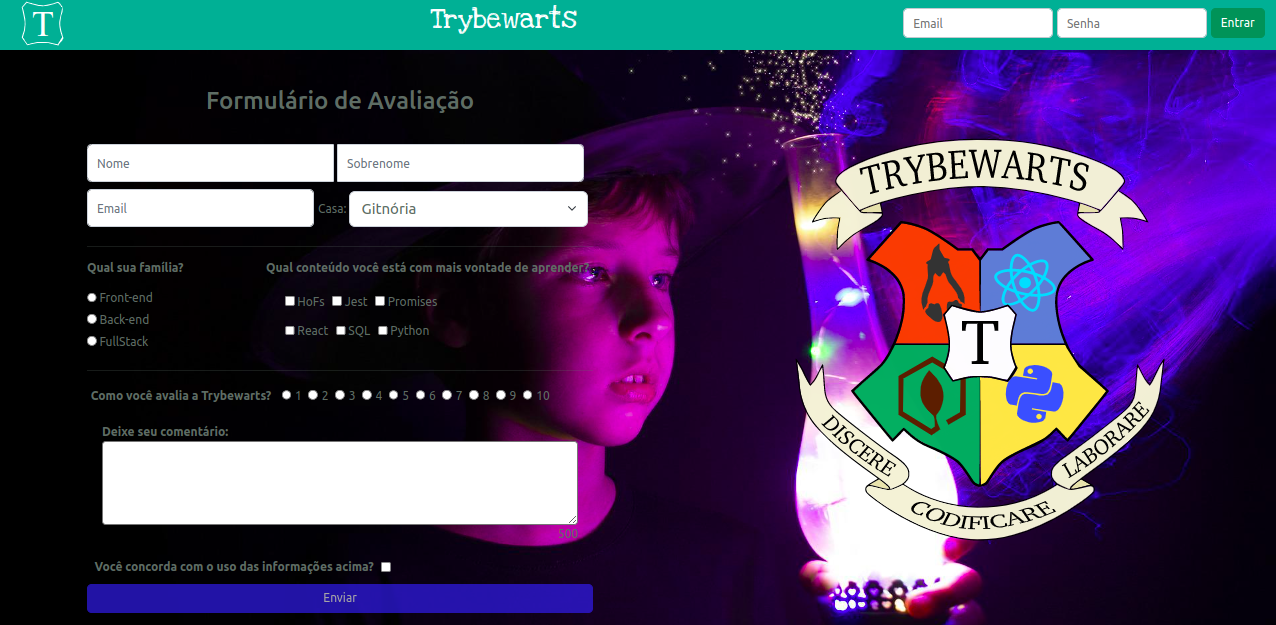 T
Trybewarts
Email
Senha
Entrar
Formulário de Avaliação
Nome
Sobrenome
Email
Casa:
Gitnória
Qual sua família?
Front-end
Back-end
FullStack
Qual conteúdo você está com mais vontade de aprender?
HoFs Jest Promises
React SQL Python
Como você avalia a Trybewarts? 1 2 3 4 5 6 7 8 9 10
Deixe seu comentário:
500
Você concorda com o uso das informações acima?
Enviar
TRYBEWARTS
T
DISCERE
CODIFICARE
LABORARE